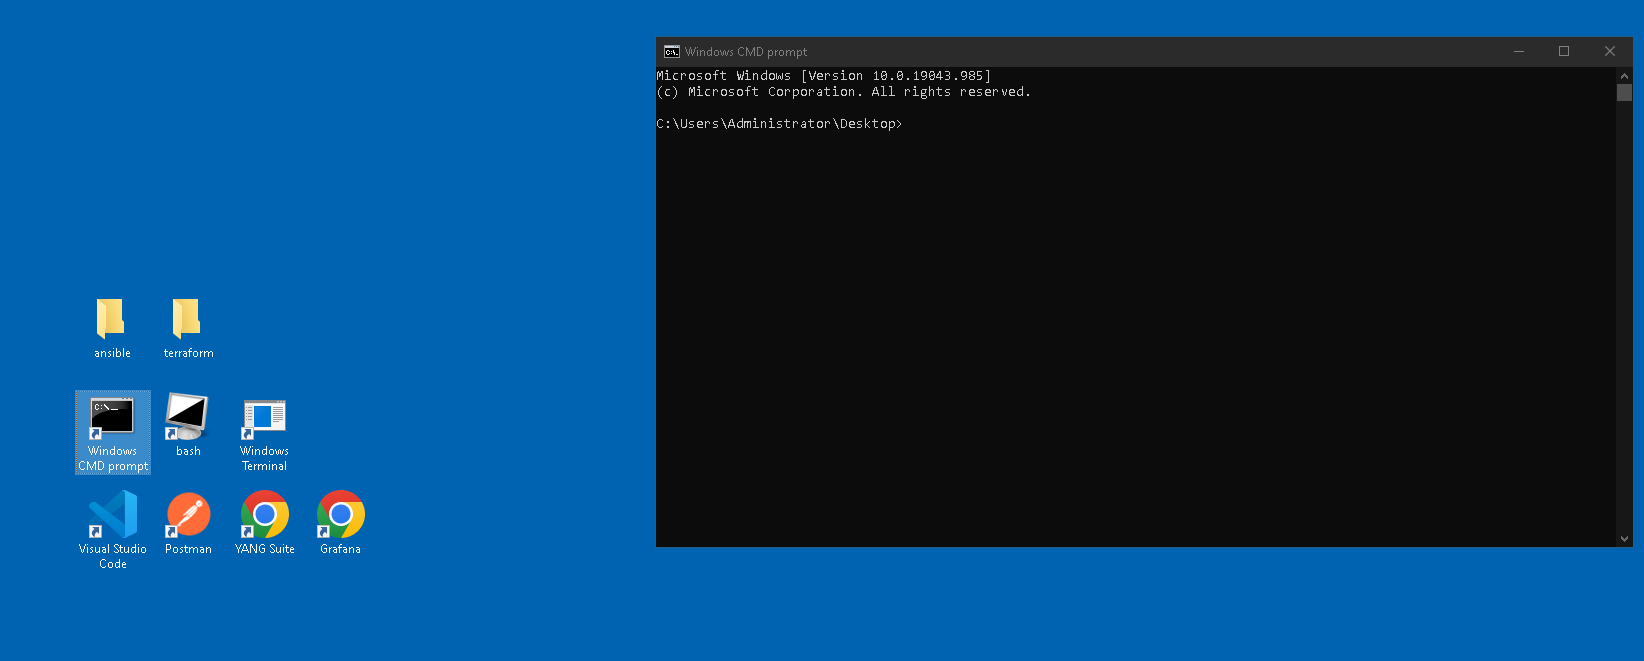 Windows CMD prompt
Microsoft Windows [Version 10.0.19043.985]
(c) Microsoft Corporation. All rights reserved.
C:\Users\Administrator\Desktop>
ansible
terraform
C:\_
Windows
CMD prompt
bash
Windows
Terminal
Visual Studio
Code
Postman
YANG Suite
Grafana